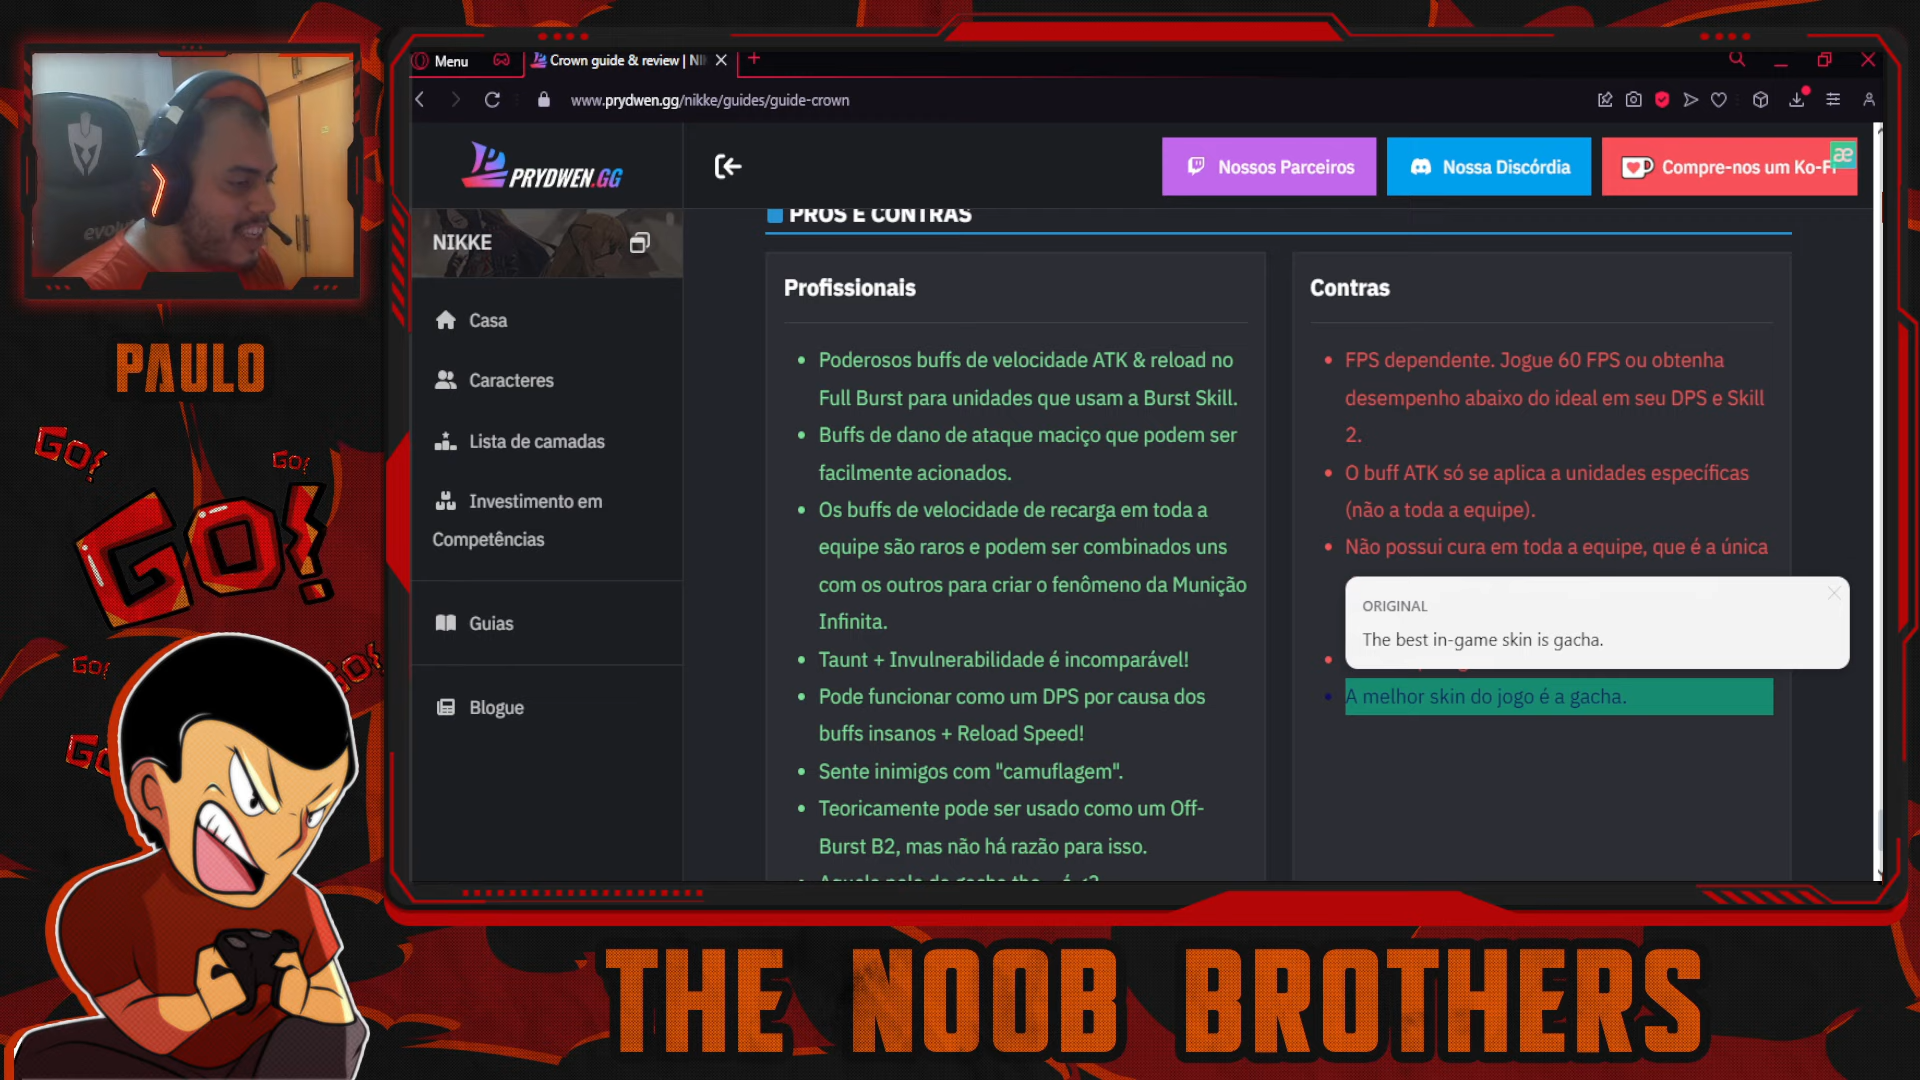 Menu
Crown guide & review | NI
www.prydwen.gg/nikke/guides/guide-crown
PRYDWEN.GG
Nossos Parceiros
Nossa Discórdia
Compre-nos um Ko-Fi
æ
NIKKE
Casa
Caracteres
Lista de camadas
Investimento em
Competências
Guias
Blogue
PROS E CONTRAS
Profissionais
Poderosos buffs de velocidade ATK & reload no
Full Burst para unidades que usam a Burst Skill.
Buffs de dano de ataque maciço que podem ser
facilmente acionados.
Os buffs de velocidade de recarga em toda a
equipe são raros e podem ser combinados uns
com os outros para criar o fenômeno da Munição
Infinita.
Taunt + Invulnerabilidade é incomparável!
Pode funcionar como um DPS por causa dos
buffs insanos + Reload Speed!
Sente inimigos com "camuflagem".
Teoricamente pode ser usado como um Off-
Burst B2, mas não há razão para isso.
Contras
FPS dependente. Jogue 60 FPS ou obtenha
desempenho abaixo do ideal em seu DPS e Skill
2.
O buff ATK só se aplica a unidades específicas
(não a toda a equipe).
Não possui cura em toda a equipe, que é a única
ORIGINAL
The best in-game skin is gacha.
A melhor skin do jogo é a gacha.
evolu
PAULO
GO!
GO!
GO!
GO!
GO!
GO
THE NOOB BROTHERS